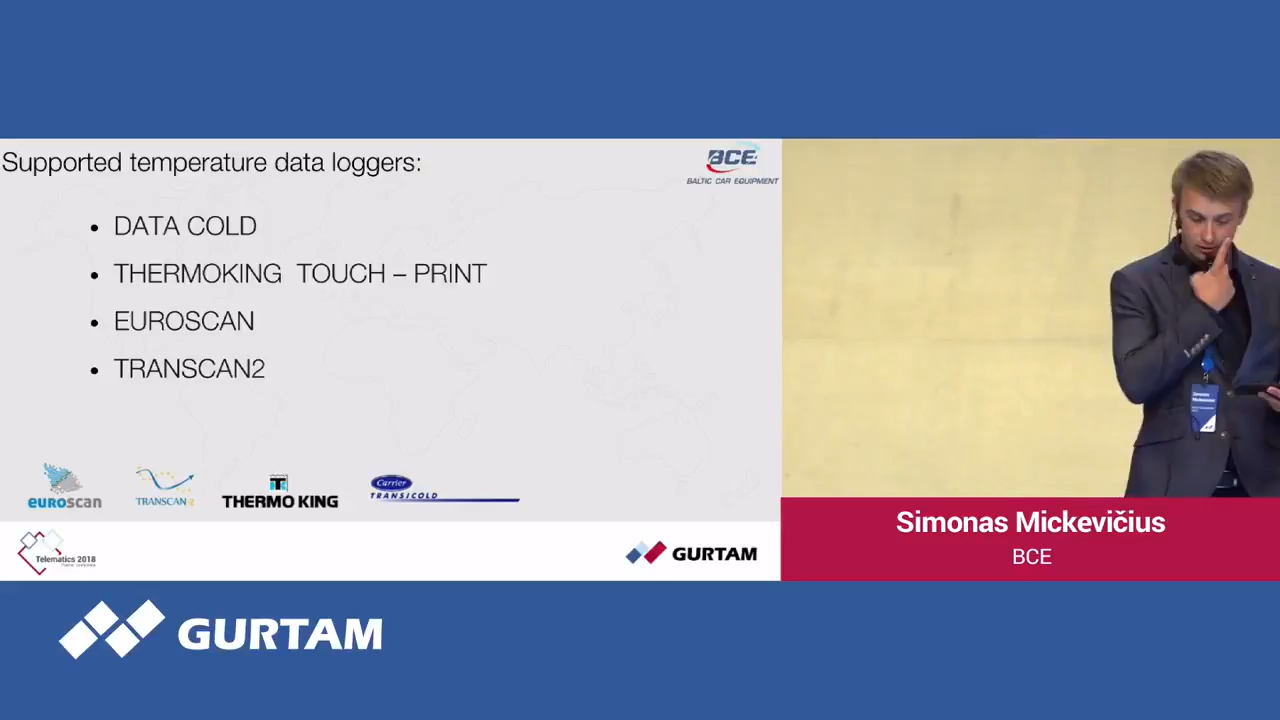 Supported temperature data loggers:
BCE
BALTIC CAR EQUIPMENT
• DATA COLD
• THERMOKING TOUCH – PRINT
• EUROSCAN
• TRANSCAN2
euroscan
TRANSCAN 2
THERMO KING
Carrier
TRANSICOLD
Telematics 2018
GURTAM
Simonas Mickevičius
BCE
GURTAM